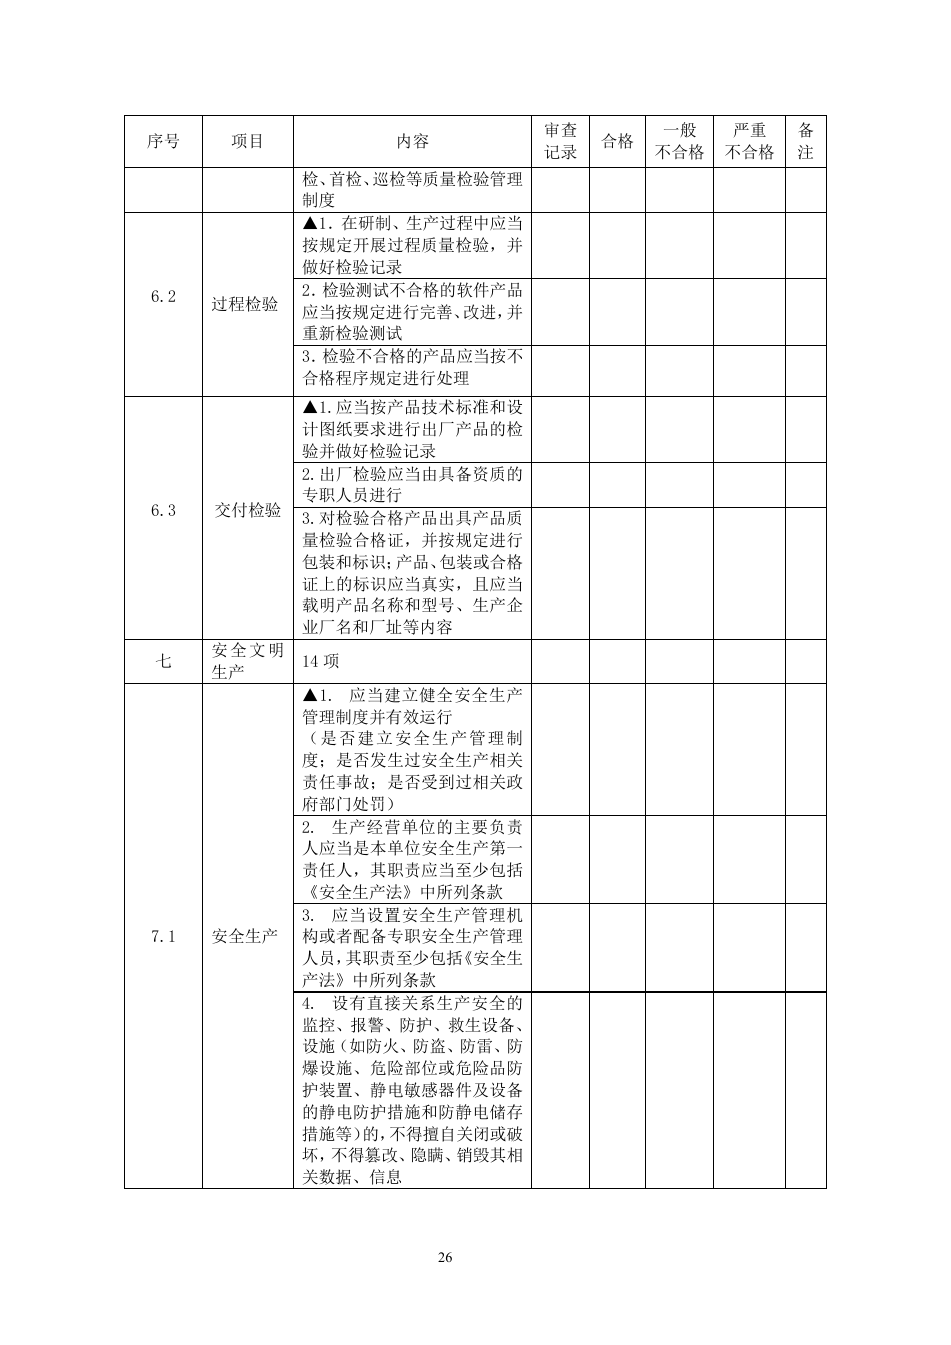 序号 项目 内容 审查记录 合格 一般不合格 严重不合格 备注
检、首检、巡检等质量检验管理
制度
6.2 过程检验
▲1. 在研制、生产过程中应当
按规定开展过程质量检验，并
做好检验记录
2. 检验测试不合格的软件产品
应当按规定进行完善、改进，并
重新检验测试
3. 检验不合格的产品应当按不
合格程序规定进行处理
6.3 交付检验
▲1.应当按产品技术标准和设
计图纸要求进行出厂产品的检
验并做好检验记录
2.出厂检验应当由具备资质的
专职人员进行
3.对检验合格产品出具产品质
量检验合格证，并按规定进行
包装和标识；产品、包装或合格
证上的标识应当真实，且应当
载明产品名称和型号、生产企
业厂名和厂址等内容
七 安全文明生产 14 项
7.1 安全生产
▲1. 应当建立健全安全生产
管理制度并有效运行
（是否建立安全生产管理制
度；是否发生过安全生产相关
责任事故；是否受到过相关政
府部门处罚）
2. 生产经营单位的主要负责
人应当是本单位安全生产第一
责任人，其职责应当至少包括
《安全生产法》中所列条款
3. 应当设置安全生产管理机
构或者配备专职安全生产管理
人员，其职责至少包括《安全生
产法》中所列条款
4. 设有直接关系生产安全的
监控、报警、防护、救生设备、
设施（如防火、防盗、防雷、防
爆设施、危险部位或危险品防
护装置、静电敏感器件及设备
的静电防护措施和防静电储存
措施等）的，不得擅自关闭或破
坏，不得篡改、隐瞒、销毁其相
关数据、信息
26